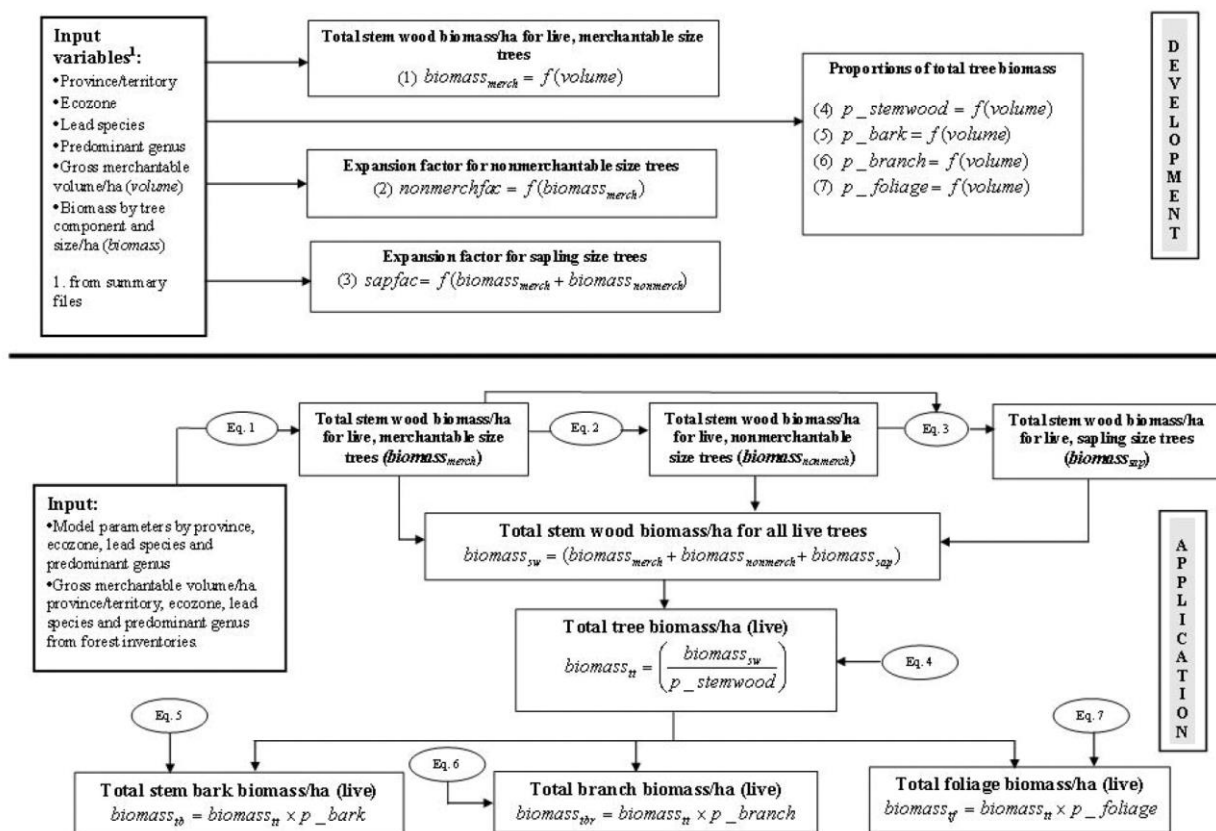 Input
variables¹:
•Province/territory
•Ecozone
•Lead species
•Predominant genus
•Gross merchantable
volume/ha (volume)
•Biomass by tree
component and
size/ha (biomass)
1. from summary
files
Total stem wood biomass/ha for live, merchantable size
trees
(1) biomass_merch = f(volume)
Expansion factor for nonmerchantable size trees
(2) nonmerchfac = f(biomass_merch)
Expansion factor for sapling size trees
(3) sapfac= f(biomass_merch + biomass_nonmerch)
Proportions of total tree biomass
(4) p_stemwood = f(volume)
(5) p_bark = f(volume)
(6) p_branch = f(volume)
(7) p_foliage = f(volume)
DEVELOPMENT
Eq. 1
Total stem wood biomass/ha
for live, merchantable size
trees (biomass_merch)
Eq. 2
Total stem wood biomass/ha
for live, nonmerchantable
size trees (biomass_nonmerch)
Eq. 3
Total stem wood biomass/ha
for live, sapling size trees
(biomass_sap)
Input:
•Model parameters by province,
ecozone, lead species and
predominant genus
•Gross merchantable volume/ha
province/territory, ecozone, lead
species and predominant genus
from forest inventories.
Total stem wood biomass/ha for all live trees
biomass_sw = (biomass_merch + biomass_nonmerch + biomass_sap)
Total tree biomass/ha (live)
biomass_tt = (biomass_sw / p_stemwood)
Eq. 4
APPLICATION
Eq. 5
Total stem bark biomass/ha (live)
biomass_tb = biomass_tt × p_bark
Eq. 6
Total branch biomass/ha (live)
biomass_tbr = biomass_tt × p_branch
Eq. 7
Total foliage biomass/ha (live)
biomass_tf = biomass_tt × p_foliage